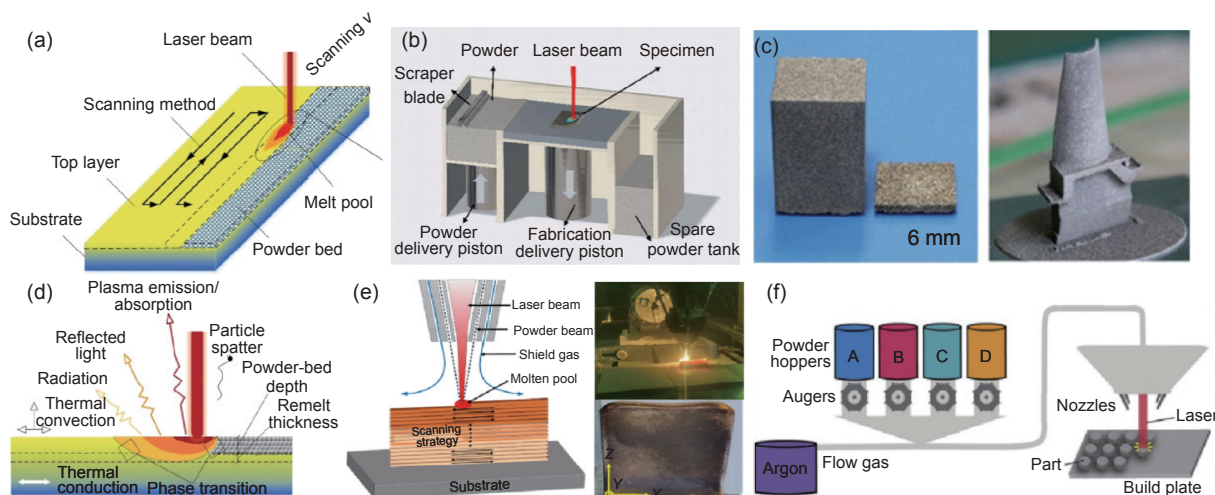 (a)
Laser beam
Scanning v
Scanning method
Top layer
Substrate
Melt pool
Powder bed
(b)
Powder
Laser beam
Specimen
Scraper
blade
Powder
delivery piston
Fabrication
delivery piston
Spare
powder tank
(c)
6 mm
(d)
Plasma emission/
absorption
Reflected
light
Radiation
Thermal
convection
Particle
spatter
Powder-bed
depth
Remelt
thickness
Thermal
conduction
Phase transition
(e)
Laser beam
Powder beam
Shield gas
Molten pool
Scanning
strategy
Substrate
Z
Y
(f)
Powder
hoppers
A
B
C
D
Augers
Nozzles
Laser
Argon
Flow gas
Part
Build plate